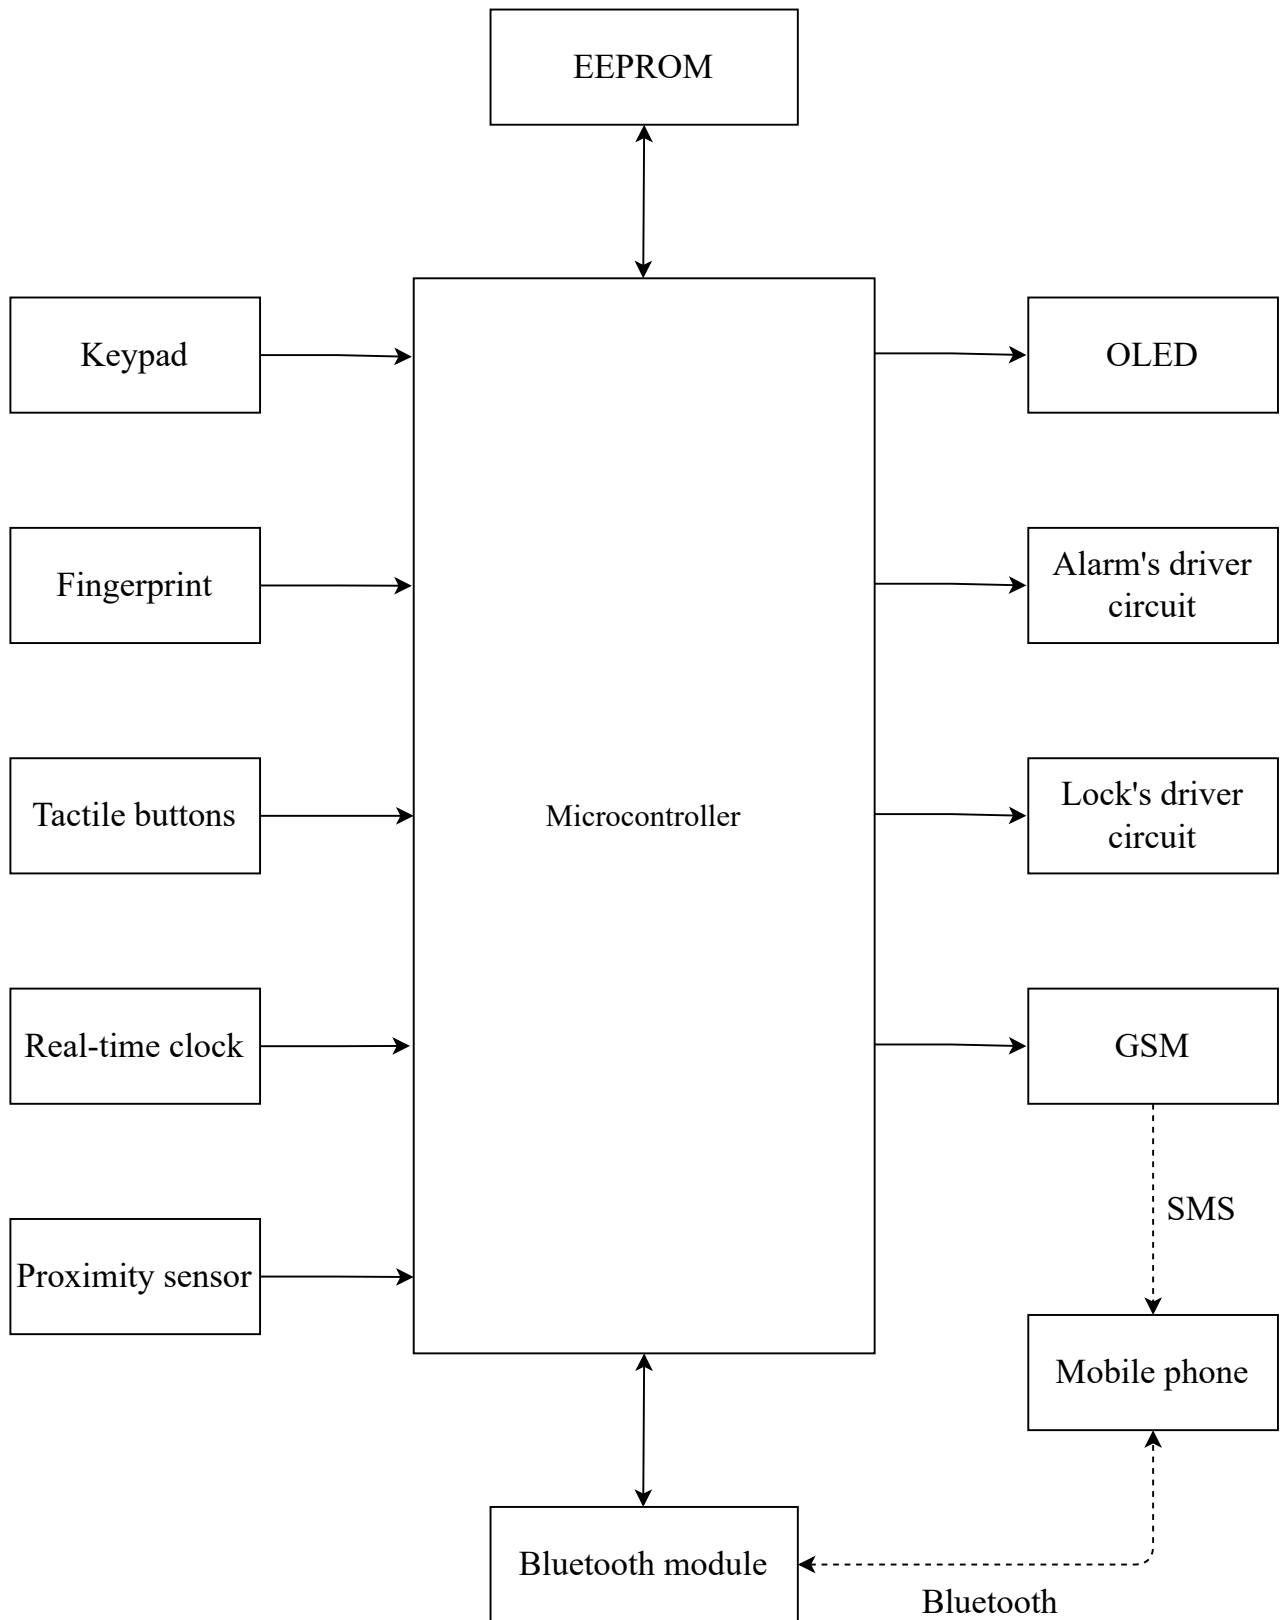 EEPROM
Keypad
OLED
Fingerprint
Alarm's driver
circuit
Tactile buttons
Microcontroller
Lock's driver
circuit
Real-time clock
GSM
SMS
Proximity sensor
Mobile phone
Bluetooth module
Bluetooth